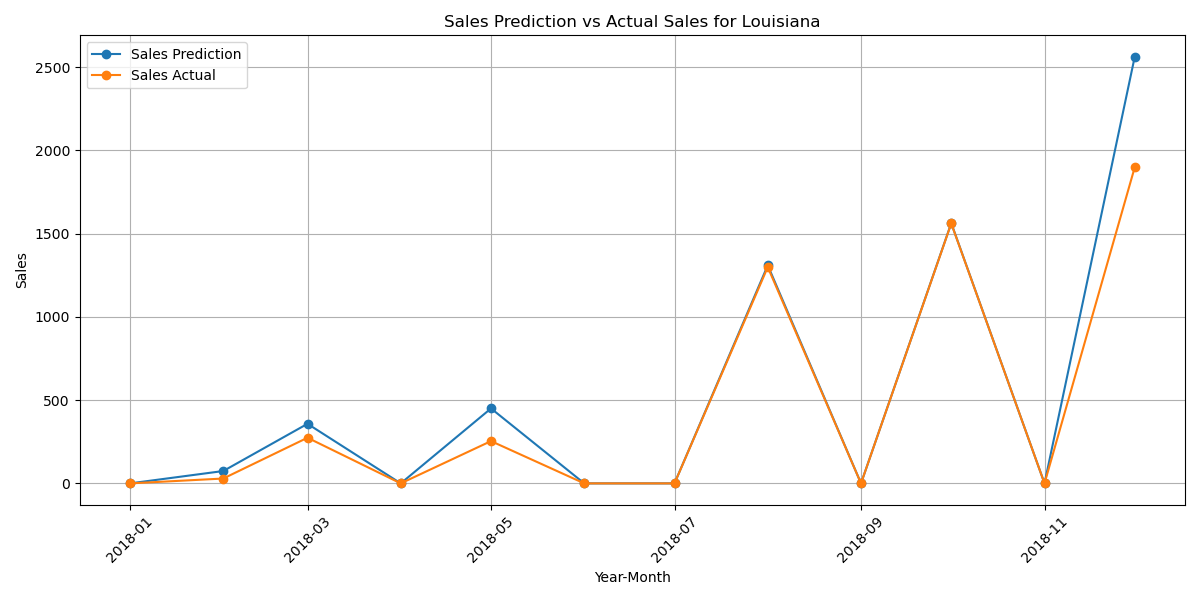 Sales Prediction vs Actual Sales for Louisiana
Sales Prediction
Sales Actual
2500
2000
1500
1000
500
0
Sales
2018-01
2018-03
2018-05
2018-07
2018-09
2018-11
Year-Month